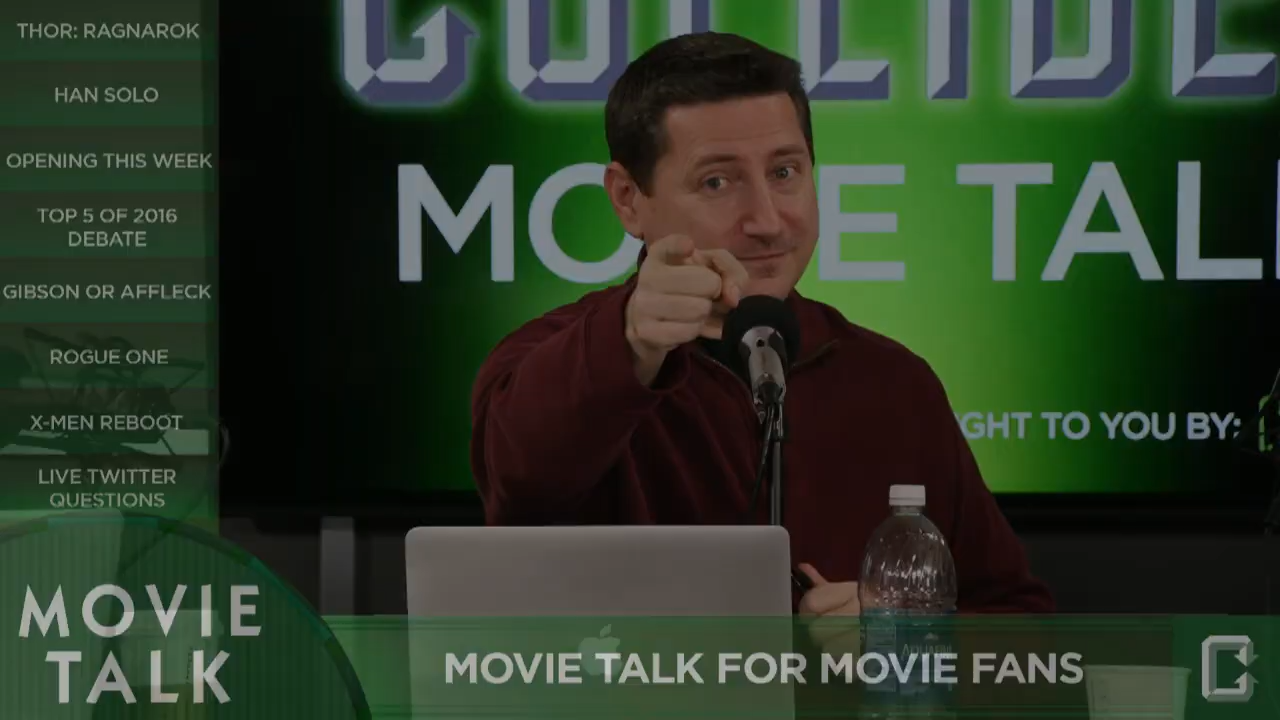 THOR: RAGNAROK
HAN SOLO
OPENING THIS WEEK
TOP 5 OF 2016
DEBATE
GIBSON OR AFFLECK
ROGUE ONE
X-MEN REBOOT
LIVE TWITTER
QUESTIONS
MOVIE
TALK
COLLIDE
MO E TAL
GHT TO YOU BY:
MOVIE TALK FOR MOVIE FANS